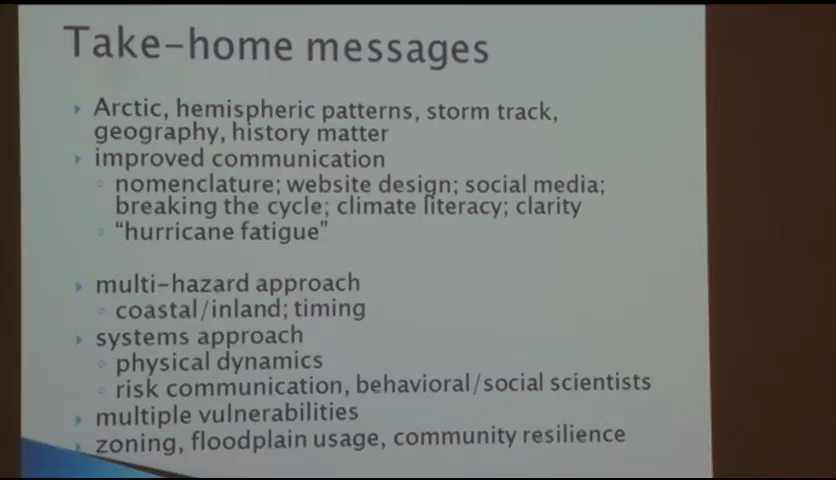 Take-home messages
Arctic, hemispheric patterns, storm track,
geography, history matter
improved communication
nomenclature; website design; social media;
breaking the cycle; climate literacy; clarity
"hurricane fatigue"
multi-hazard approach
coastal/inland; timing
systems approach
physical dynamics
risk communication, behavioral/social scientists
multiple vulnerabilities
zoning, floodplain usage, community resilience